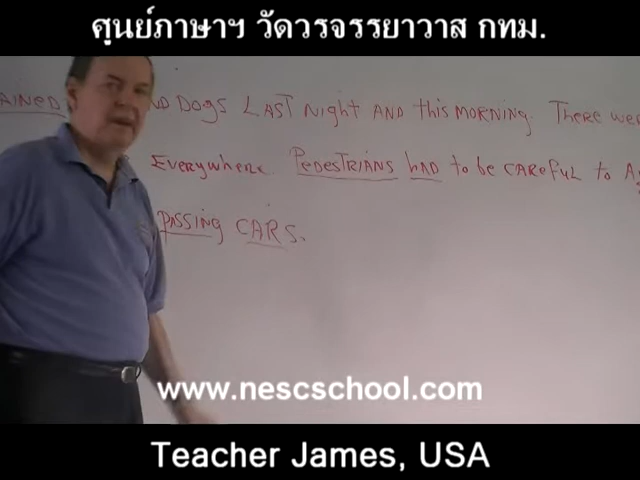 ศูนย์ภาษาฯ วัดวรจรรยาวาส กทม.
AINED ND DOgS LAST Night AND this MORNING. There wer
Everywhere. PedesTRIANS hAD to be CAREfuL to A
PASSINg CARS.
www.nescschool.com
Teacher James, USA